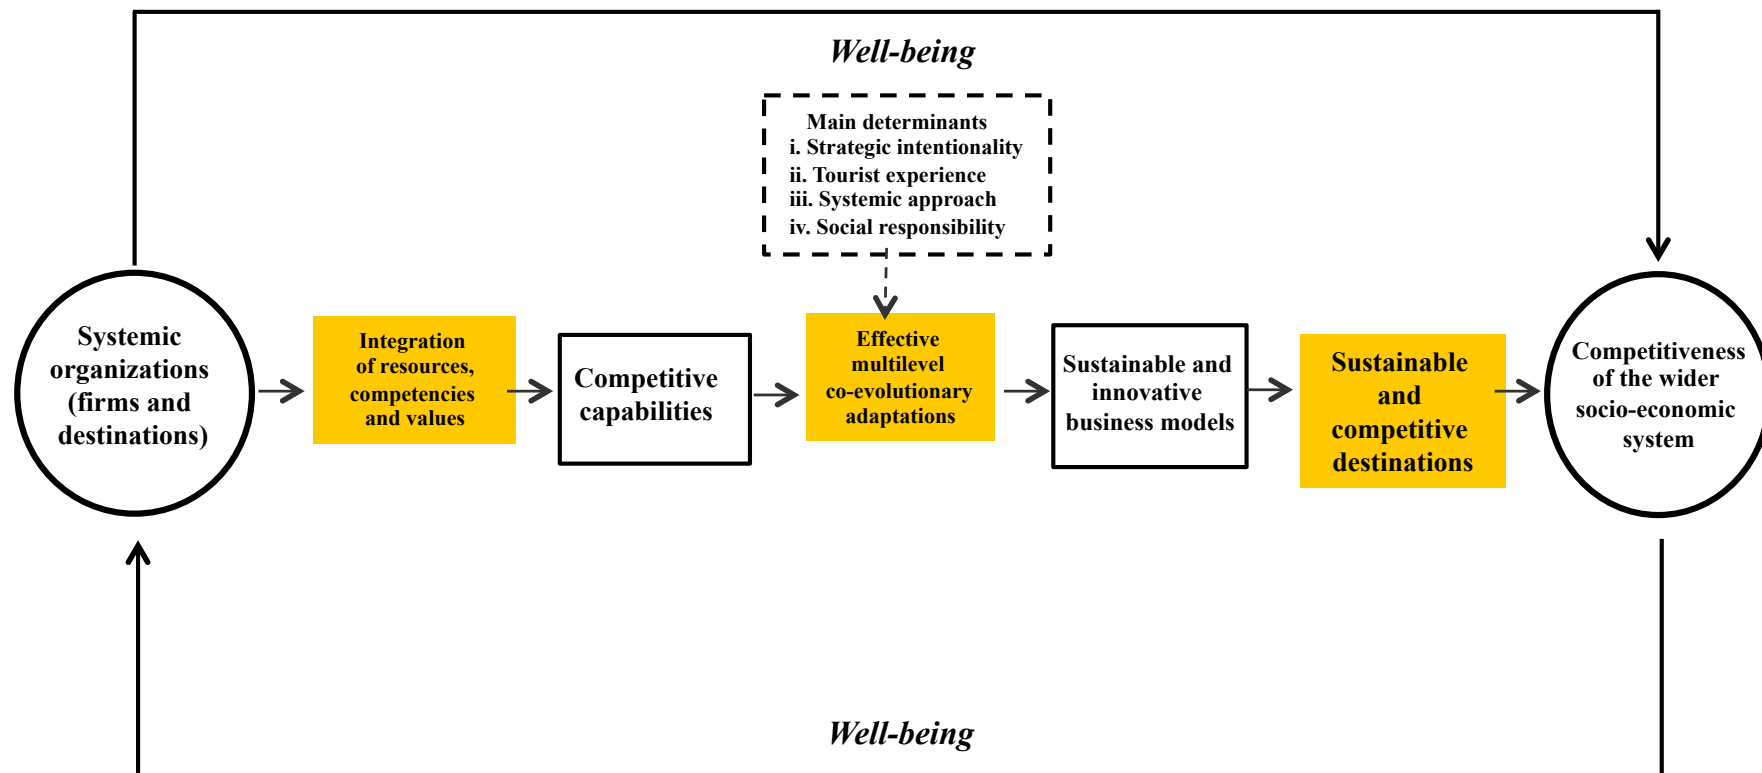 Well-being
Main determinants
i. Strategic intentionality
ii. Tourist experience
iii. Systemic approach
iv. Social responsibility
Systemic
organizations
(firms and
destinations)
Integration
of resources,
competencies
and values
Competitive
capabilities
Effective
multilevel
co-evolutionary
adaptations
Sustainable and
innovative
business models
Sustainable
and
competitive
destinations
Competitiveness
of the wider
socio-economic
system
Well-being